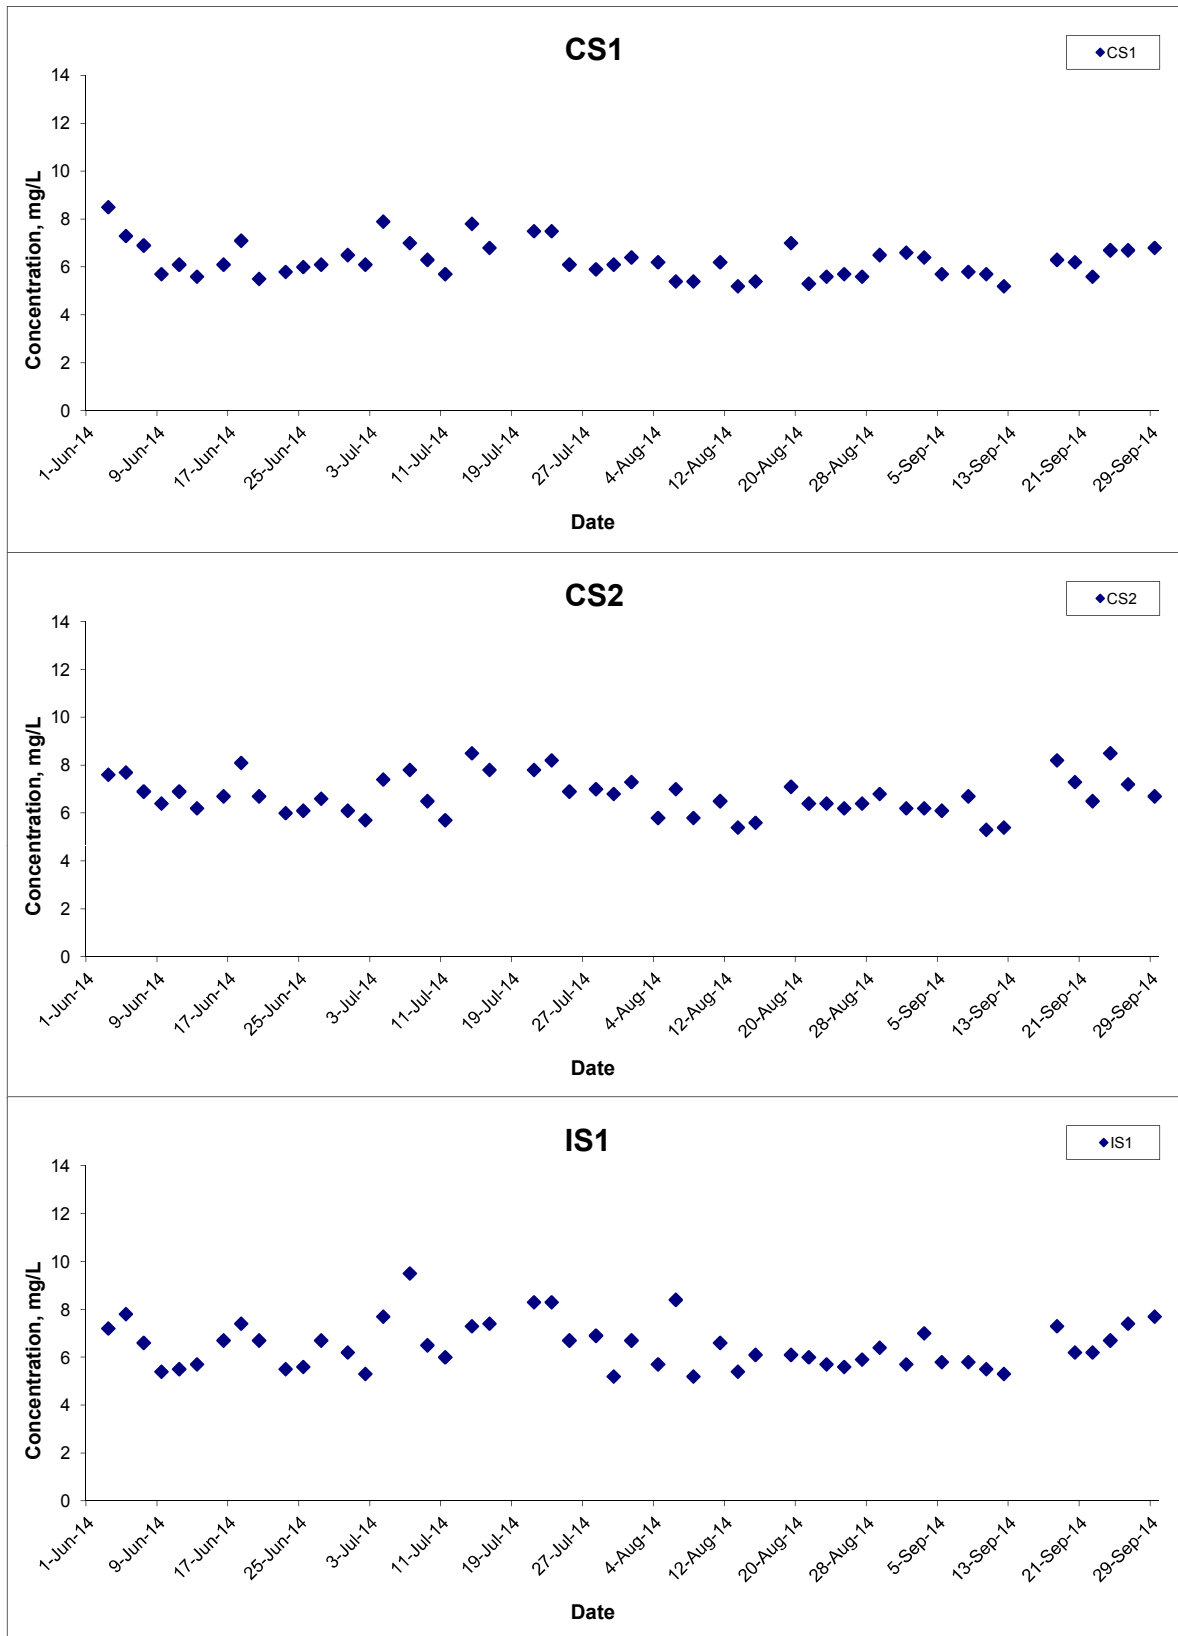 CS1
CS1
14
12
10
8
6
4
2
0
Concentration, mg/L
1-Jun-14
9-Jun-14
17-Jun-14
25-Jun-14
3-Jul-14
11-Jul-14
19-Jul-14
27-Jul-14
4-Aug-14
12-Aug-14
20-Aug-14
28-Aug-14
5-Sep-14
13-Sep-14
21-Sep-14
29-Sep-14
Date
CS2
CS2
14
12
10
8
6
4
2
0
Concentration, mg/L
1-Jun-14
9-Jun-14
17-Jun-14
25-Jun-14
3-Jul-14
11-Jul-14
19-Jul-14
27-Jul-14
4-Aug-14
12-Aug-14
20-Aug-14
28-Aug-14
5-Sep-14
13-Sep-14
21-Sep-14
29-Sep-14
Date
IS1
IS1
14
12
10
8
6
4
2
0
Concentration, mg/L
1-Jun-14
9-Jun-14
17-Jun-14
25-Jun-14
3-Jul-14
11-Jul-14
19-Jul-14
27-Jul-14
4-Aug-14
12-Aug-14
20-Aug-14
28-Aug-14
5-Sep-14
13-Sep-14
21-Sep-14
29-Sep-14
Date